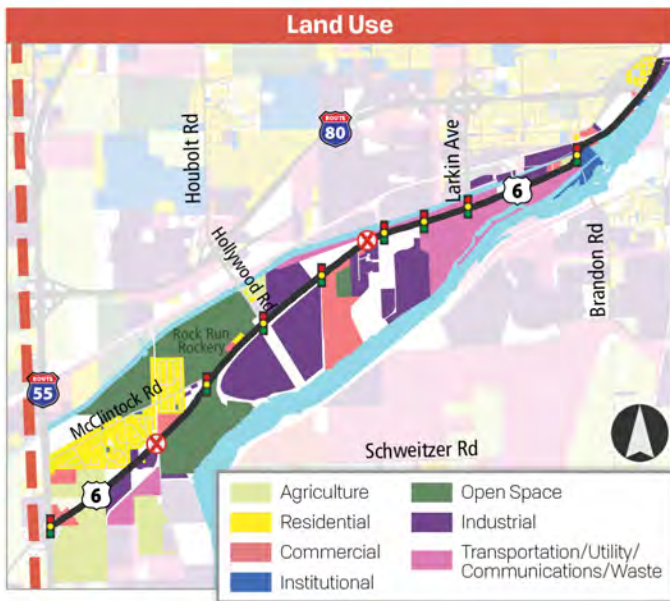 Land Use
Houbolt Rd
ROUTE
80
Larkin Ave
6
Hollywood Rd
Brandon Rd
Rock Run
Rockery
ROUTE
55
McClintock Rd
Schweitzer Rd
6
Agriculture
Residential
Commercial
Institutional
Open Space
Industrial
Transportation/Utility/
Communications/Waste